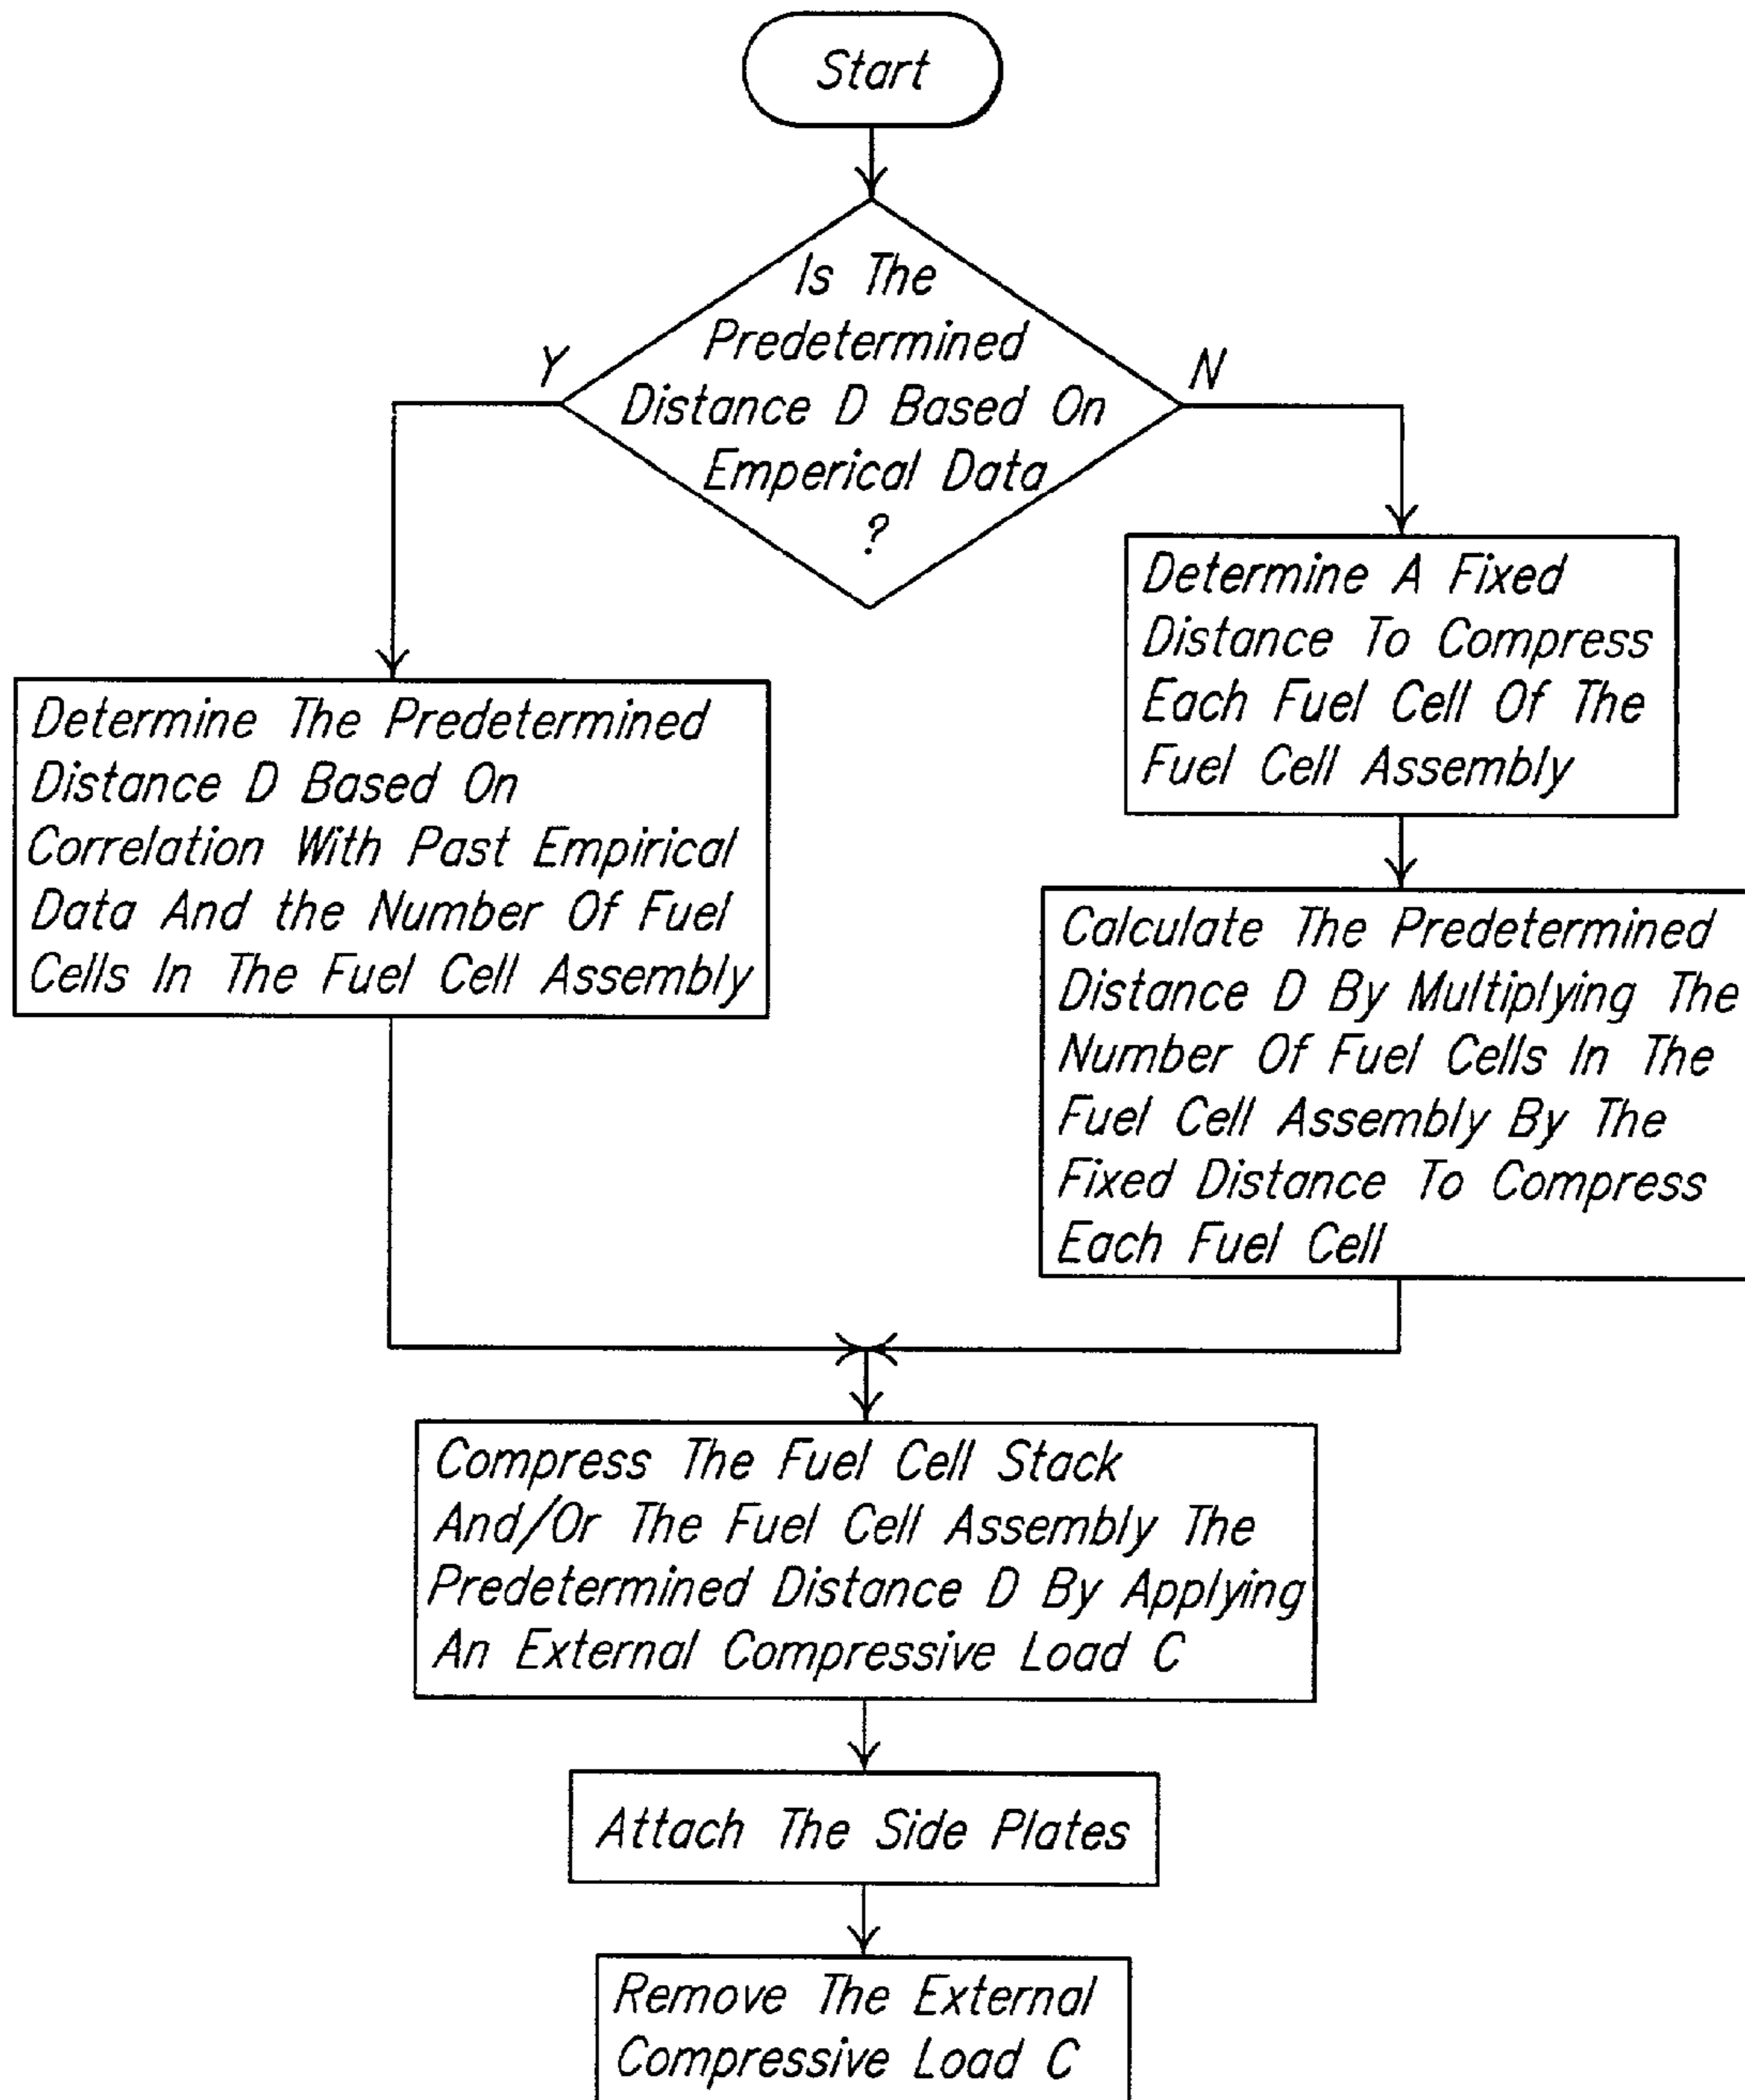 Start
Is The
Predetermined
Distance D Based On
Emperical Data
?
Y
N
Determine The Predetermined
Distance D Based On
Correlation With Past Empirical
Data And the Number Of Fuel
Cells In The Fuel Cell Assembly
Determine A Fixed
Distance To Compress
Each Fuel Cell Of The
Fuel Cell Assembly
Calculate The Predetermined
Distance D By Multiplying The
Number Of Fuel Cells In The
Fuel Cell Assembly By The
Fixed Distance To Compress
Each Fuel Cell
Compress The Fuel Cell Stack
And/Or The Fuel Cell Assembly The
Predetermined Distance D By Applying
An External Compressive Load C
Attach The Side Plates
Remove The External
Compressive Load C